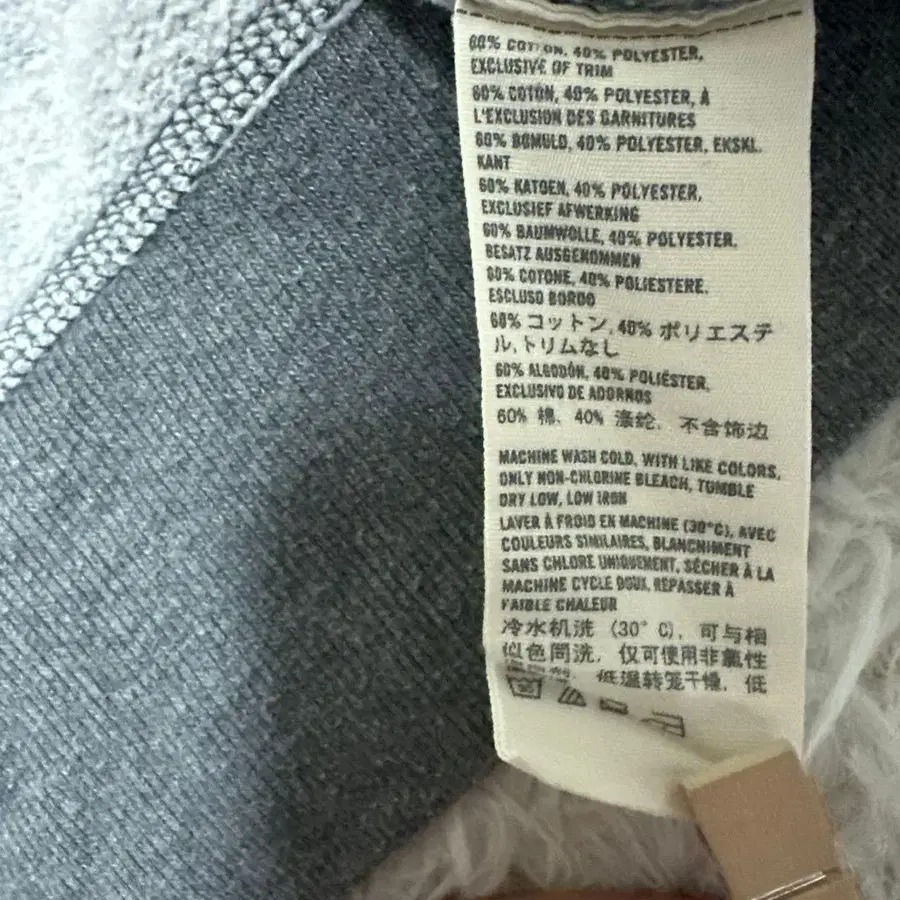 60% COTTON, 40% POLYESTER,
EXCLUSIVE OF TRIM
60% COTON, 40% POLYESTER, À
L'EXCLUSION DES GARNITURES
60% BOMULD, 40% POLYESTER, EKSKL.
KANT
60% KATOEN, 40% POLYESTER,
EXCLUSIEF AFWERKING
60% BAUMWOLLE, 40% POLYESTER.
BESATZ AUSGENOMMEN
60% COTONE, 40% POLIESTERE.
ESCLUSO BORDO
60% コットン, 40% ポリエステ
ル,トリムなし
60% ALGODÓN, 40% POLIÉSTER,
EXCLUSIVO DE ADORNOS
60% 棉, 40% 涤纶, 不含饰边
MACHINE WASH COLD, WITH LIKE COLORS,
ONLY NON-CHLORINE BLEACH, TUMBLE
DRY LOW, LOW IRON
LAVER À FROID EN MACHINE (30°C), AVEC
COULEURS SIMILAIRES, BLANCHIMENT
SANS CHLORE UNIQUEMENT, SÉCHER À LA
MACHINE CYCLE DOUX, REPASSER À
FAIBLE CHALEUR
冷水机洗 (30°C), 可与相
似色同洗, 仅可使用非氯性
低温转笼干燥, 低